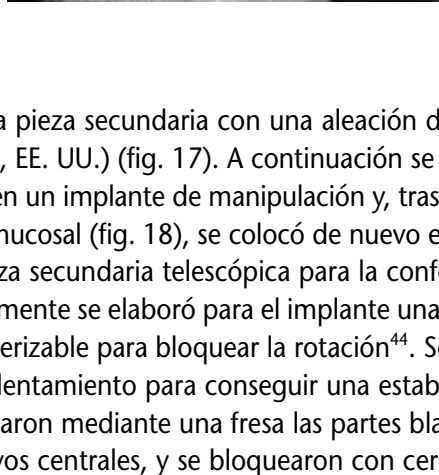 a pieza secundaria con una aleación d
, EE. UU.) (fig. 17). A continuación se
en un implante de manipulación y, tras
nucosal (fig. 18), se colocó de nuevo e
za secundaria telescópica para la conf
mente se elaboró para el implante una
erizable para bloquear la rotación44. S
dentamiento para conseguir una estab
aron mediante una fresa las partes bla
vos centrales, y se bloquearon con cer